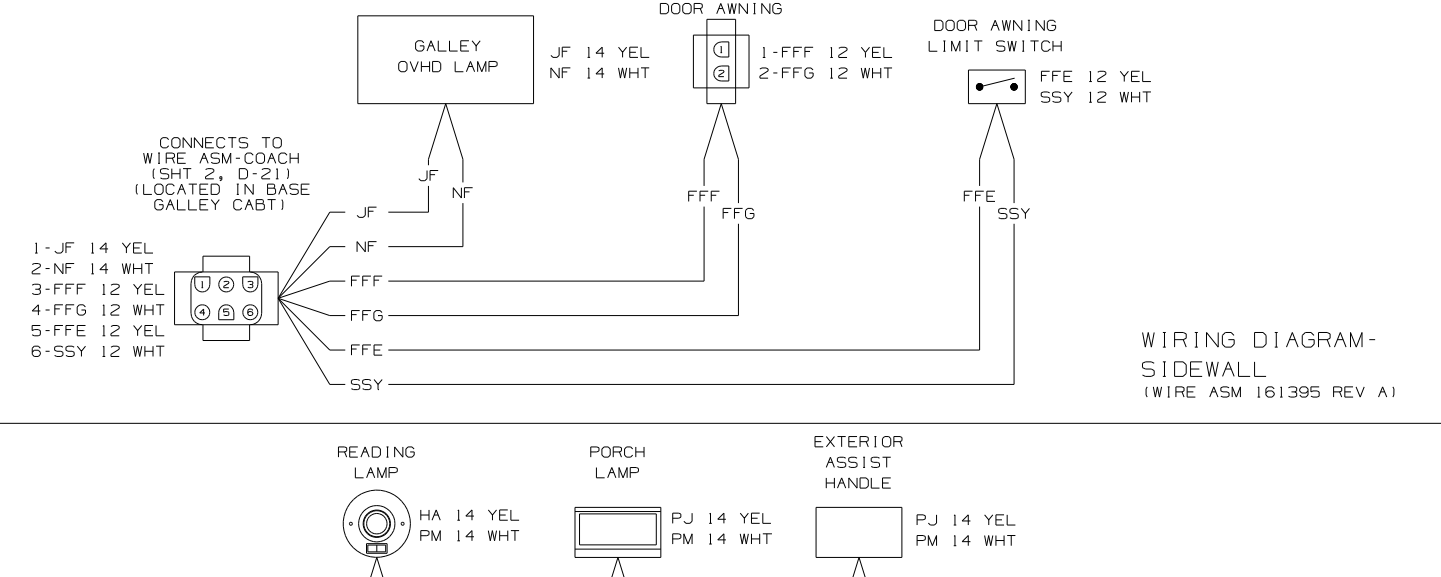 DOOR AWNING
GALLEY
OVHD LAMP
JF 14 YEL
NF 14 WHT
1
2
1-FFF 12 YEL
2-FFG 12 WHT
DOOR AWNING
LIMIT SWITCH
FFE 12 YEL
SSY 12 WHT
CONNECTS TO
WIRE ASM-COACH
(SHT 2, D-21)
(LOCATED IN BASE
GALLEY CABT)
JF
NF
FFF
FFG
FFE
SSY
1-JF 14 YEL
2-NF 14 WHT
3-FFF 12 YEL
4-FFG 12 WHT
5-FFE 12 YEL
6-SSY 12 WHT
1 2 3
4 5 6
JF
NF
FFF
FFG
FFE
SSY
WIRING DIAGRAM-
SIDEWALL
(WIRE ASM 161395 REV A)
READING
LAMP
HA 14 YEL
PM 14 WHT
PORCH
LAMP
PJ 14 YEL
PM 14 WHT
EXTERIOR
ASSIST
HANDLE
PJ 14 YEL
PM 14 WHT